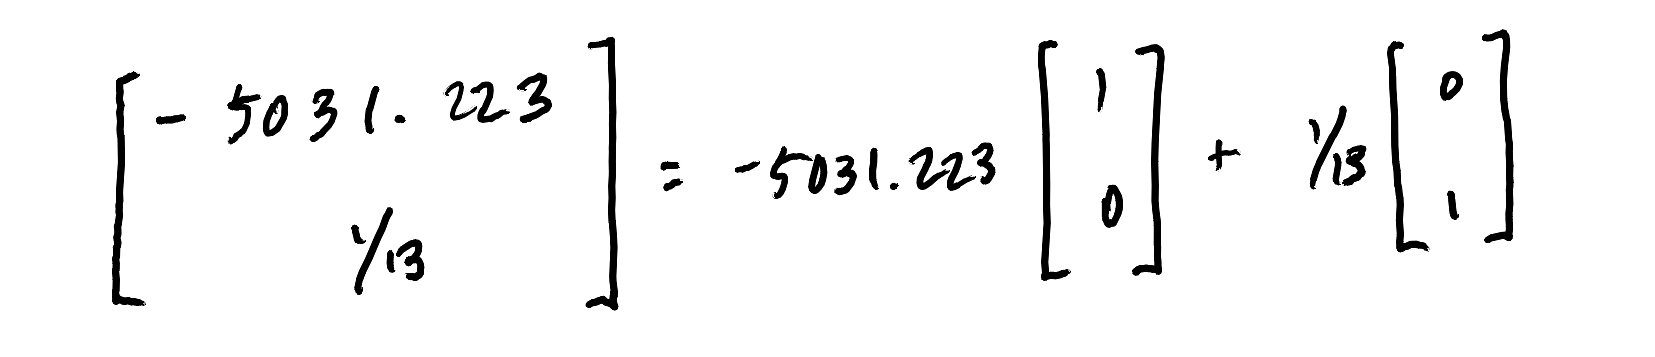 [ -5031.223 ; 1/13 ] = -5031.223 [ 1 ; 0 ] + 1/13 [ 0 ; 1 ]